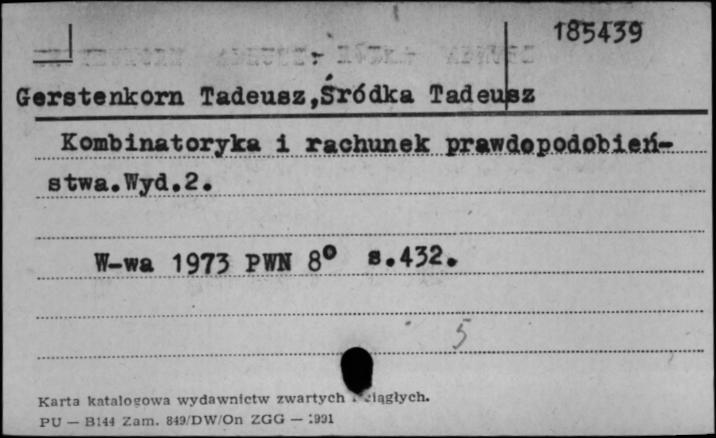 185439
Gerstenkorn Tadeusz,Śródka Tadeusz
Kombinatoryka i rachunek prawdopodobień-
stwa.Wyd.2.
W-wa 1973 PWN 8° s.432.
5
Karta katalogowa wydawnictw zwartych ciągłych.
PU — B144 Zam. 849/DW/On ZGG —